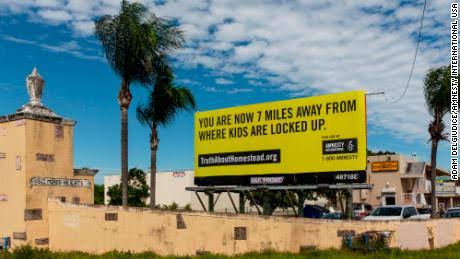 YOU ARE NOW 7 MILES AWAY FROM
WHERE KIDS ARE LOCKED UP.
TruthAboutHomestead.org
AMNESTY
INTERNATIONAL
1-800-AMNESTY
OUTFRONT
48718E
ADAM DELGIUDICE/AMNESTY INTERNATIONAL USA